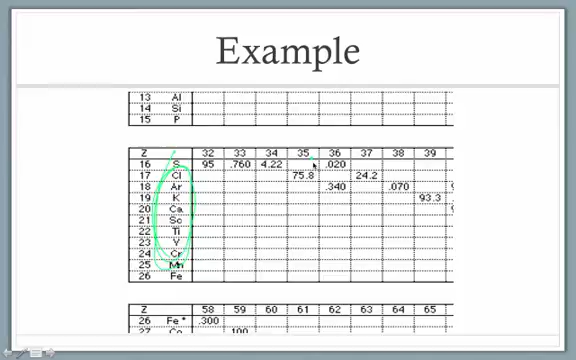 Example
13 Al
14 Si
15 P
Z 32 33 34 35 36 37 38 39
16 S 95 .760 4.22 .020
17 Cl 75.8 24.2
18 Ar .340 .070
19 K 93.3
20 Ca
21 Sc
22 Ti
23 V
24 Cr
25 Mn
26 Fe
Z 58 59 60 61 62 63 64 65
26 Fe * .300
27 Co 100